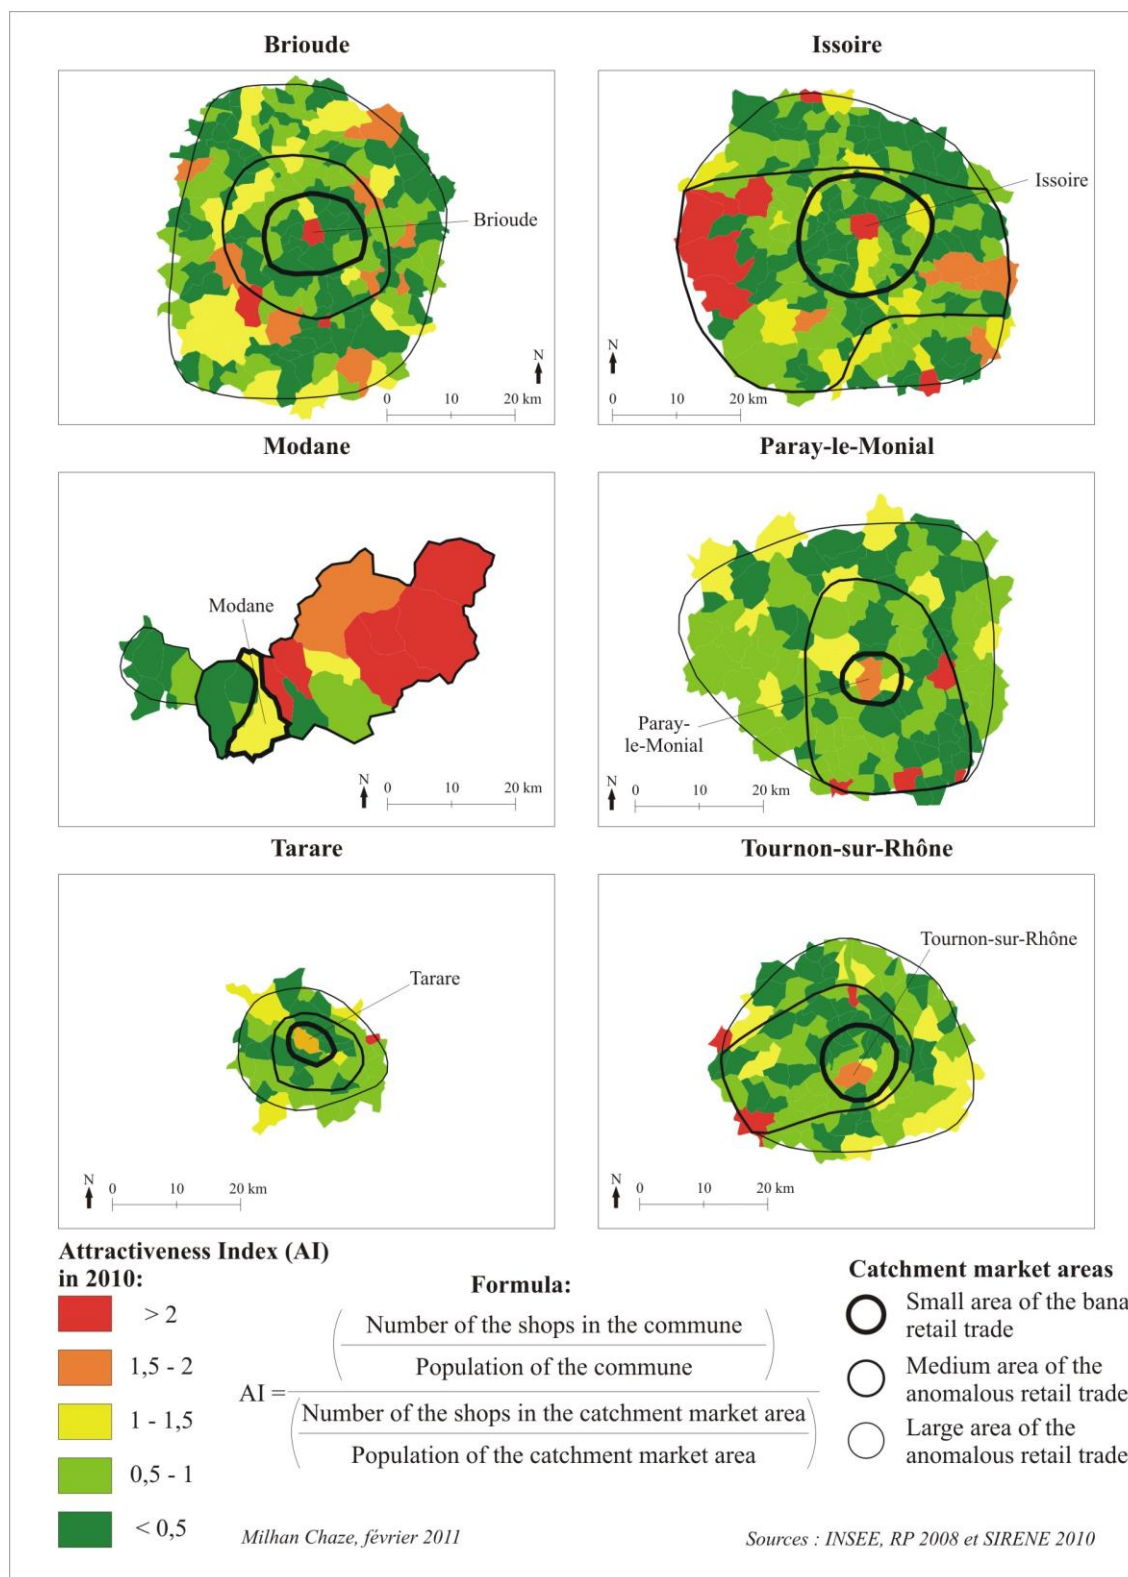 Brioude
Issoire
Brioude
N
0 10 20 km
Issoire
N
0 10 20 km
Modane
Paray-le-Monial
Modane
N
0 10 20 km
Paray-
le-Monial
N
0 10 20 km
Tarare
Tournon-sur-Rhône
Tarare
N
0 10 20 km
Tournon-sur-Rhône
N
0 10 20 km
Attractiveness Index (AI)
in 2010:
> 2
1,5 - 2
1 - 1,5
0,5 - 1
< 0,5
Formula:
Number of the shops in the commune
Population of the commune
AI =
Number of the shops in the catchment market area
Population of the catchment market area
Catchment market areas
Small area of the bana
retail trade
Medium area of the
anomalous retail trade
Large area of the
anomalous retail trade
Milhan Chaze, février 2011
Sources : INSEE, RP 2008 et SIRENE 2010